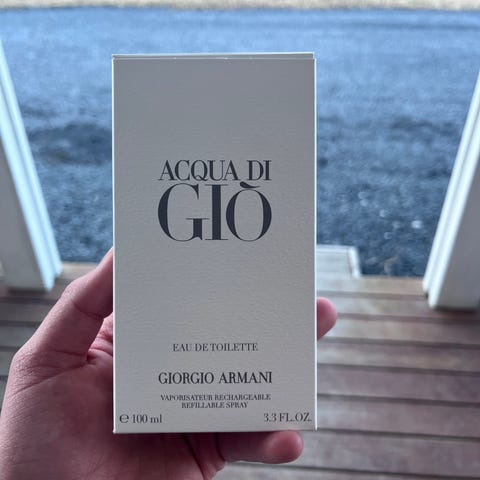 ACQUA DI
GIÒ
EAU DE TOILETTE
GIORGIO ARMANI
VAPORISATEUR RECHARGEABLE
REFILLABLE SPRAY
℮ 100 ml 3.3 FL.OZ.